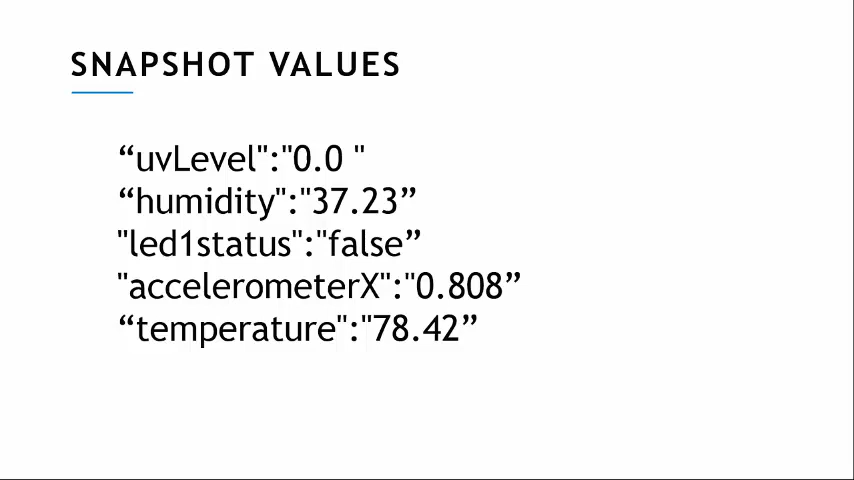 SNAPSHOT VALUES
“uvLevel":"0.0 "
“humidity":"37.23”
"led1status":"false”
"accelerometerX":"0.808”
“temperature":"78.42”